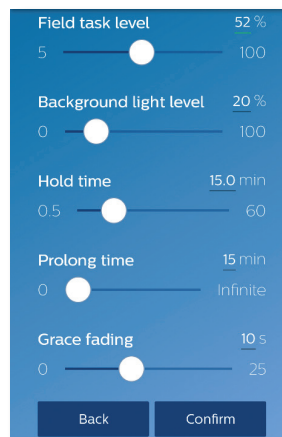 Field task level 52 %
5 100
Background light level 20 %
0 100
Hold time 15.0 min
0.5 60
Prolong time 15 min
0 Infinite
Grace fading 10 s
0 25
Back Confirm